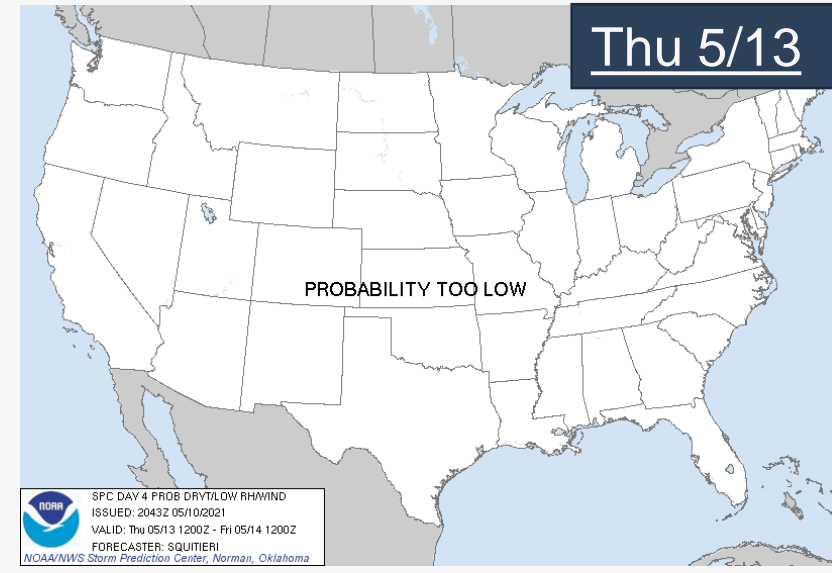 Thu 5/13
PROBABILITY TOO LOW
NOAA
SPC DAY 4 PROB DRYT/LOW RH/WIND
ISSUED: 2043Z 05/10/2021
VALID: Thu 05/13 1200Z - Fri 05/14 1200Z
FORECASTER: SQUITIERI
NOAA/NWS Storm Prediction Center, Norman, Oklahoma